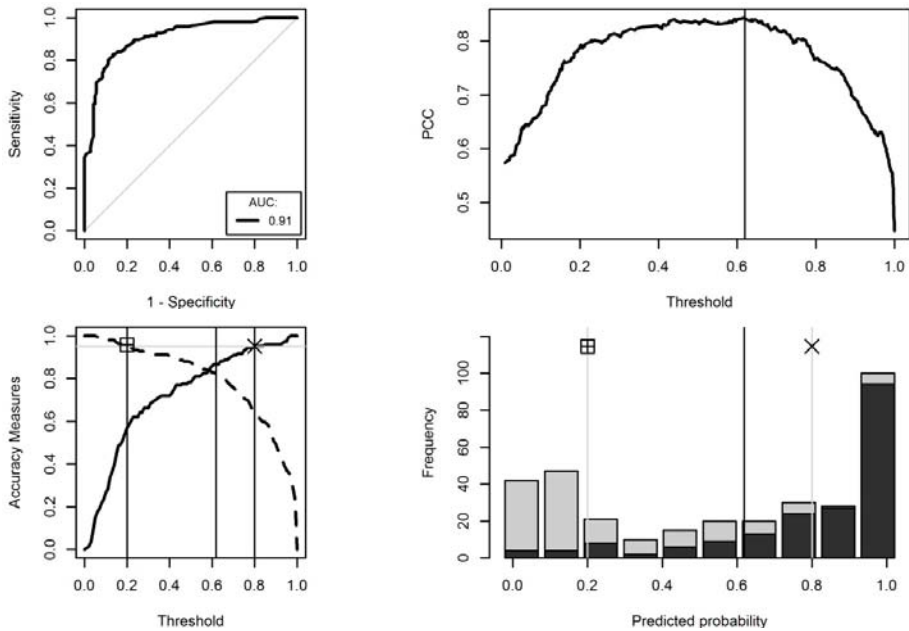 Sensitivity
0.0 0.2 0.4 0.6 0.8 1.0
AUC:
0.91
0.0 0.2 0.4 0.6 0.8 1.0
1 - Specificity
PCC
0.5 0.6 0.7 0.8
0.0 0.2 0.4 0.6 0.8 1.0
Threshold
Accuracy Measures
0.0 0.2 0.4 0.6 0.8 1.0
0.0 0.2 0.4 0.6 0.8 1.0
Threshold
Frequency
0 20 40 60 80 100
0.0 0.2 0.4 0.6 0.8 1.0
Predicted probability